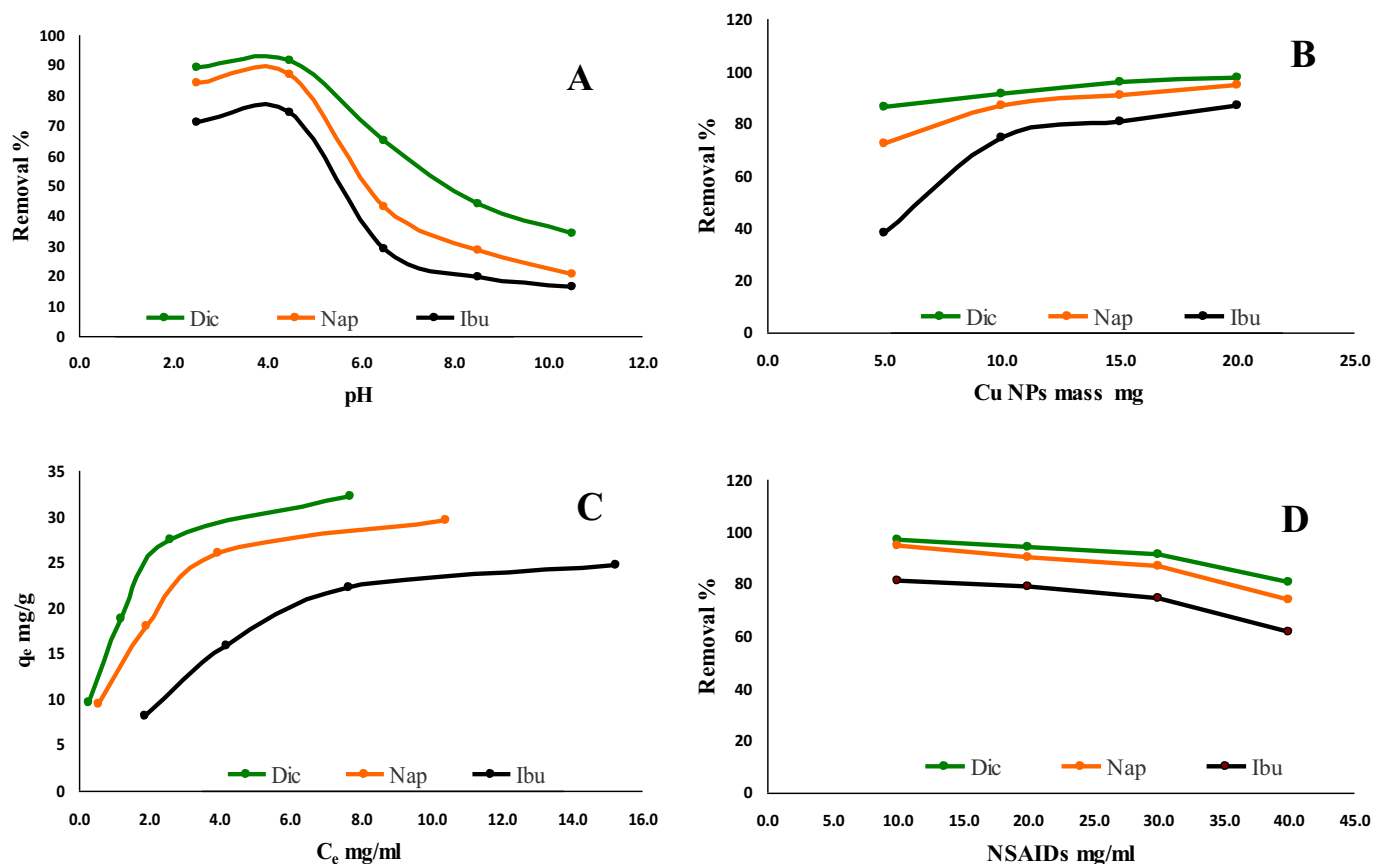 A
Removal %
100
90
80
70
60
50
40
30
20
10
0
Dic Nap Ibu
0.0 2.0 4.0 6.0 8.0 10.0 12.0
pH
B
Removal %
120
100
80
60
40
20
0
Dic Nap Ibu
0.0 5.0 10.0 15.0 20.0 25.0
Cu NPs mass mg
C
qe mg/g
35
30
25
20
15
10
5
0
Dic Nap Ibu
0.0 2.0 4.0 6.0 8.0 10.0 12.0 14.0 16.0
Ce mg/ml
D
Removal %
120
100
80
60
40
20
0
Dic Nap Ibu
0.0 5.0 10.0 15.0 20.0 25.0 30.0 35.0 40.0 45.0
NSAIDs mg/ml